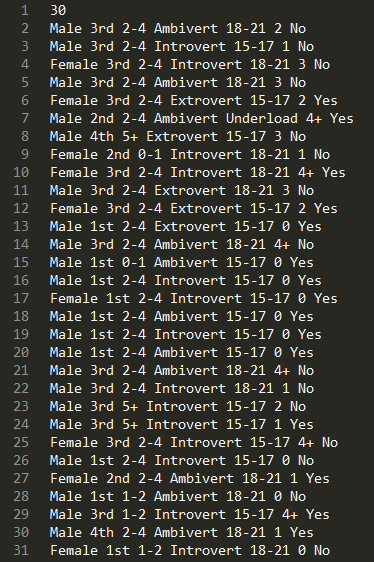 1 30
2 Male 3rd 2-4 Ambivert 18-21 2 No
3 Male 3rd 2-4 Introvert 15-17 1 No
4 Female 3rd 2-4 Introvert 18-21 3 No
5 Male 3rd 2-4 Ambivert 18-21 3 No
6 Female 3rd 2-4 Extrovert 15-17 2 Yes
7 Male 2nd 2-4 Ambivert Underload 4+ Yes
8 Male 4th 5+ Extrovert 15-17 3 No
9 Female 2nd 0-1 Introvert 18-21 1 No
10 Female 3rd 2-4 Introvert 18-21 4+ Yes
11 Male 3rd 2-4 Extrovert 18-21 3 No
12 Female 3rd 2-4 Extrovert 15-17 2 Yes
13 Male 1st 2-4 Extrovert 15-17 0 Yes
14 Male 3rd 2-4 Ambivert 18-21 4+ No
15 Male 1st 0-1 Ambivert 15-17 0 Yes
16 Male 1st 2-4 Introvert 15-17 0 Yes
17 Female 1st 2-4 Introvert 15-17 0 Yes
18 Male 1st 2-4 Ambivert 15-17 0 Yes
19 Male 1st 2-4 Introvert 15-17 0 Yes
20 Male 1st 2-4 Ambivert 15-17 0 Yes
21 Male 3rd 2-4 Ambivert 18-21 4+ No
22 Male 3rd 2-4 Introvert 18-21 1 No
23 Male 3rd 5+ Introvert 15-17 2 No
24 Male 3rd 5+ Introvert 15-17 1 Yes
25 Female 3rd 2-4 Introvert 15-17 4+ No
26 Male 1st 2-4 Introvert 15-17 0 No
27 Female 2nd 2-4 Ambivert 18-21 1 Yes
28 Male 1st 1-2 Ambivert 18-21 0 No
29 Male 3rd 1-2 Introvert 15-17 4+ Yes
30 Male 4th 2-4 Ambivert 18-21 1 Yes
31 Female 1st 1-2 Introvert 18-21 0 No